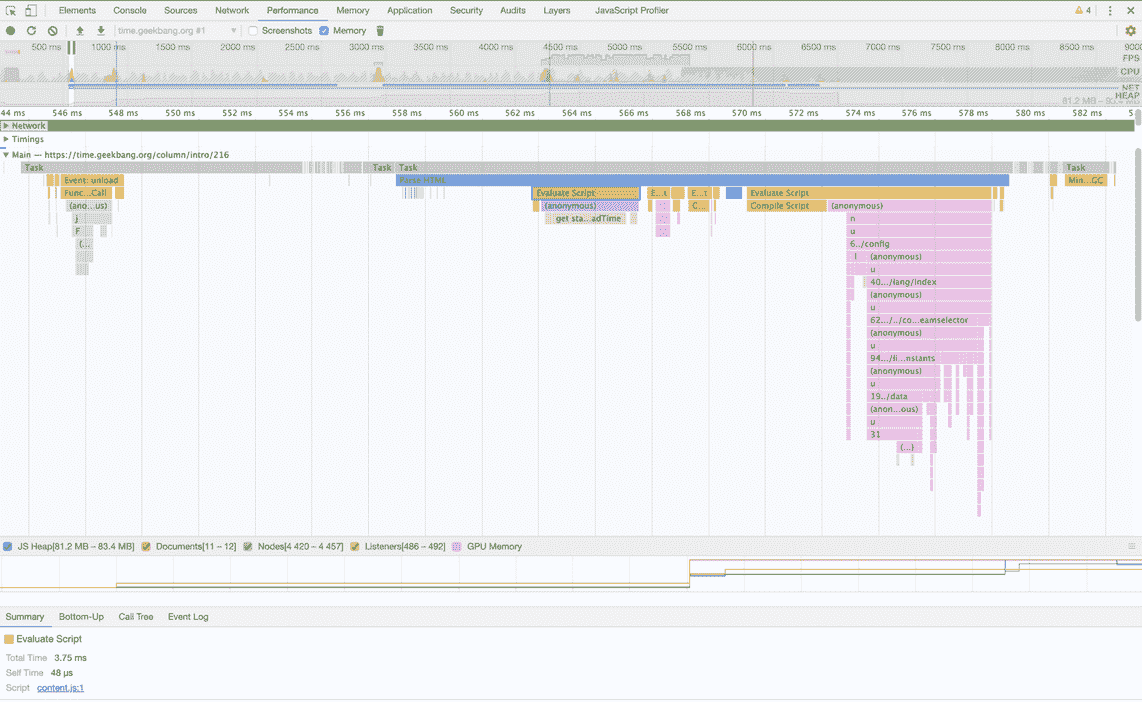 Elements Console Sources Network Performance Memory Application Security Audits Layers JavaScript Profiler 4
time.geekbang.org #1 Screenshots Memory
500 ms 1000 ms 1500 ms 2000 ms 2500 ms 3000 ms 3500 ms 4000 ms 4500 ms 5000 ms 5500 ms 6000 ms 6500 ms 7000 ms 7500 ms 8000 ms 8500 ms 9000
FPS
CPU
NET
HEAP
81.2 MB – 93.4 MB
44 ms 546 ms 548 ms 550 ms 552 ms 554 ms 556 ms 558 ms 560 ms 562 ms 564 ms 566 ms 568 ms 570 ms 572 ms 574 ms 576 ms 578 ms 580 ms 582 ms
Network
Timings
Main — https://time.geekbang.org/column/intro/216
Task Task Task Task
Event: unload Parse HTML Min...GC
Func...Call Evaluate Script E...t E...t Evaluate Script
(ano...us) (anonymous) C... Compile Script (anonymous)
j get sta...adTime n
F u
(... 6../config
(anonymous)
u
40.../lang/index
(anonymous)
u
62.../../co...eamselector
(anonymous)
u
94.../li...nstants
(anonymous)
u
19.../data
(anon...ous)
u
31
(...)
JS Heap[81.2 MB – 83.4 MB] Documents[11 – 12] Nodes[4 420 – 4 457] Listeners[486 – 492] GPU Memory
Summary Bottom-Up Call Tree Event Log
Evaluate Script
Total Time 3.75 ms
Self Time 48 μs
Script content.js:1